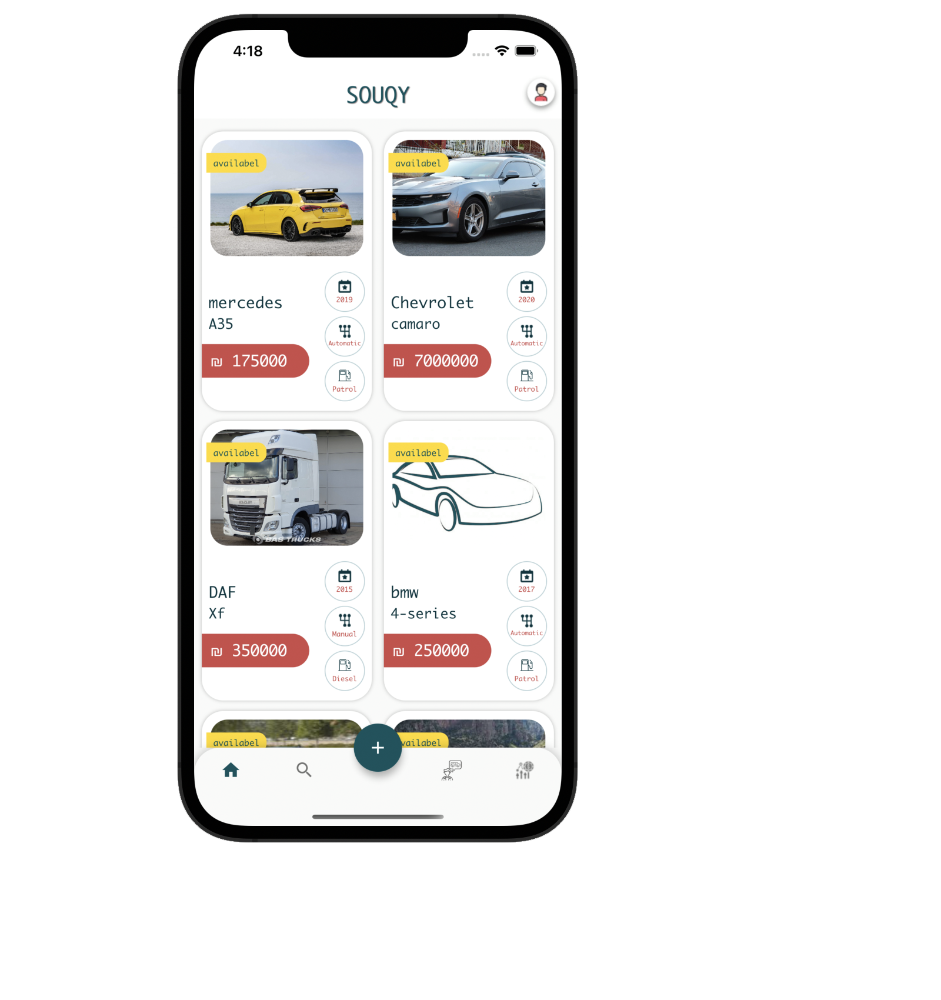 4:18
SOUQY
availabel
availabel
2019
2020
mercedes
Chevrolet
A35
camaro
Automatic
Automatic
₪ 175000
₪ 7000000
Patrol
Patrol
availabel
availabel
DAF
BAS TRUCKS
2015
2017
DAF
bmw
Xf
4-series
Manual
Automatic
₪ 350000
₪ 250000
Diesel
Patrol
availabel
vailabel